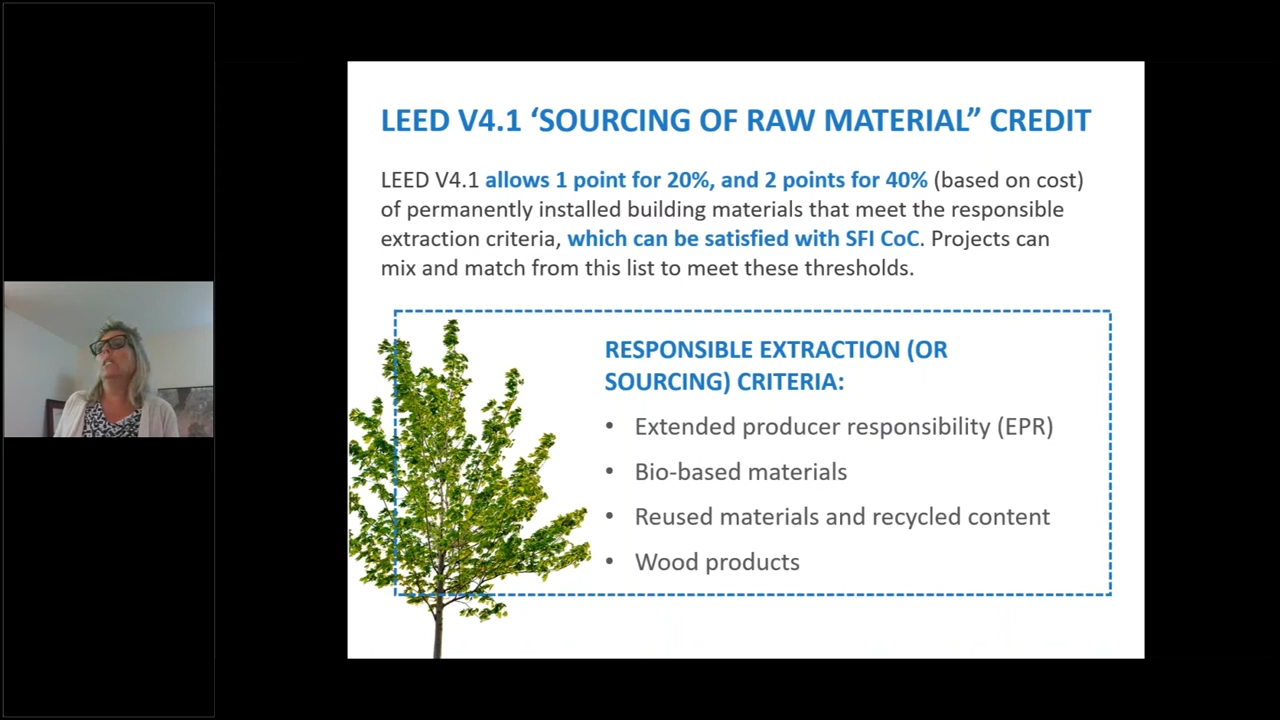 LEED V4.1 ‘SOURCING OF RAW MATERIAL” CREDIT
LEED V4.1 allows 1 point for 20%, and 2 points for 40% (based on cost)
of permanently installed building materials that meet the responsible
extraction criteria, which can be satisfied with SFI CoC. Projects can
mix and match from this list to meet these thresholds.
RESPONSIBLE EXTRACTION (OR
SOURCING) CRITERIA:
• Extended producer responsibility (EPR)
• Bio-based materials
• Reused materials and recycled content
• Wood products